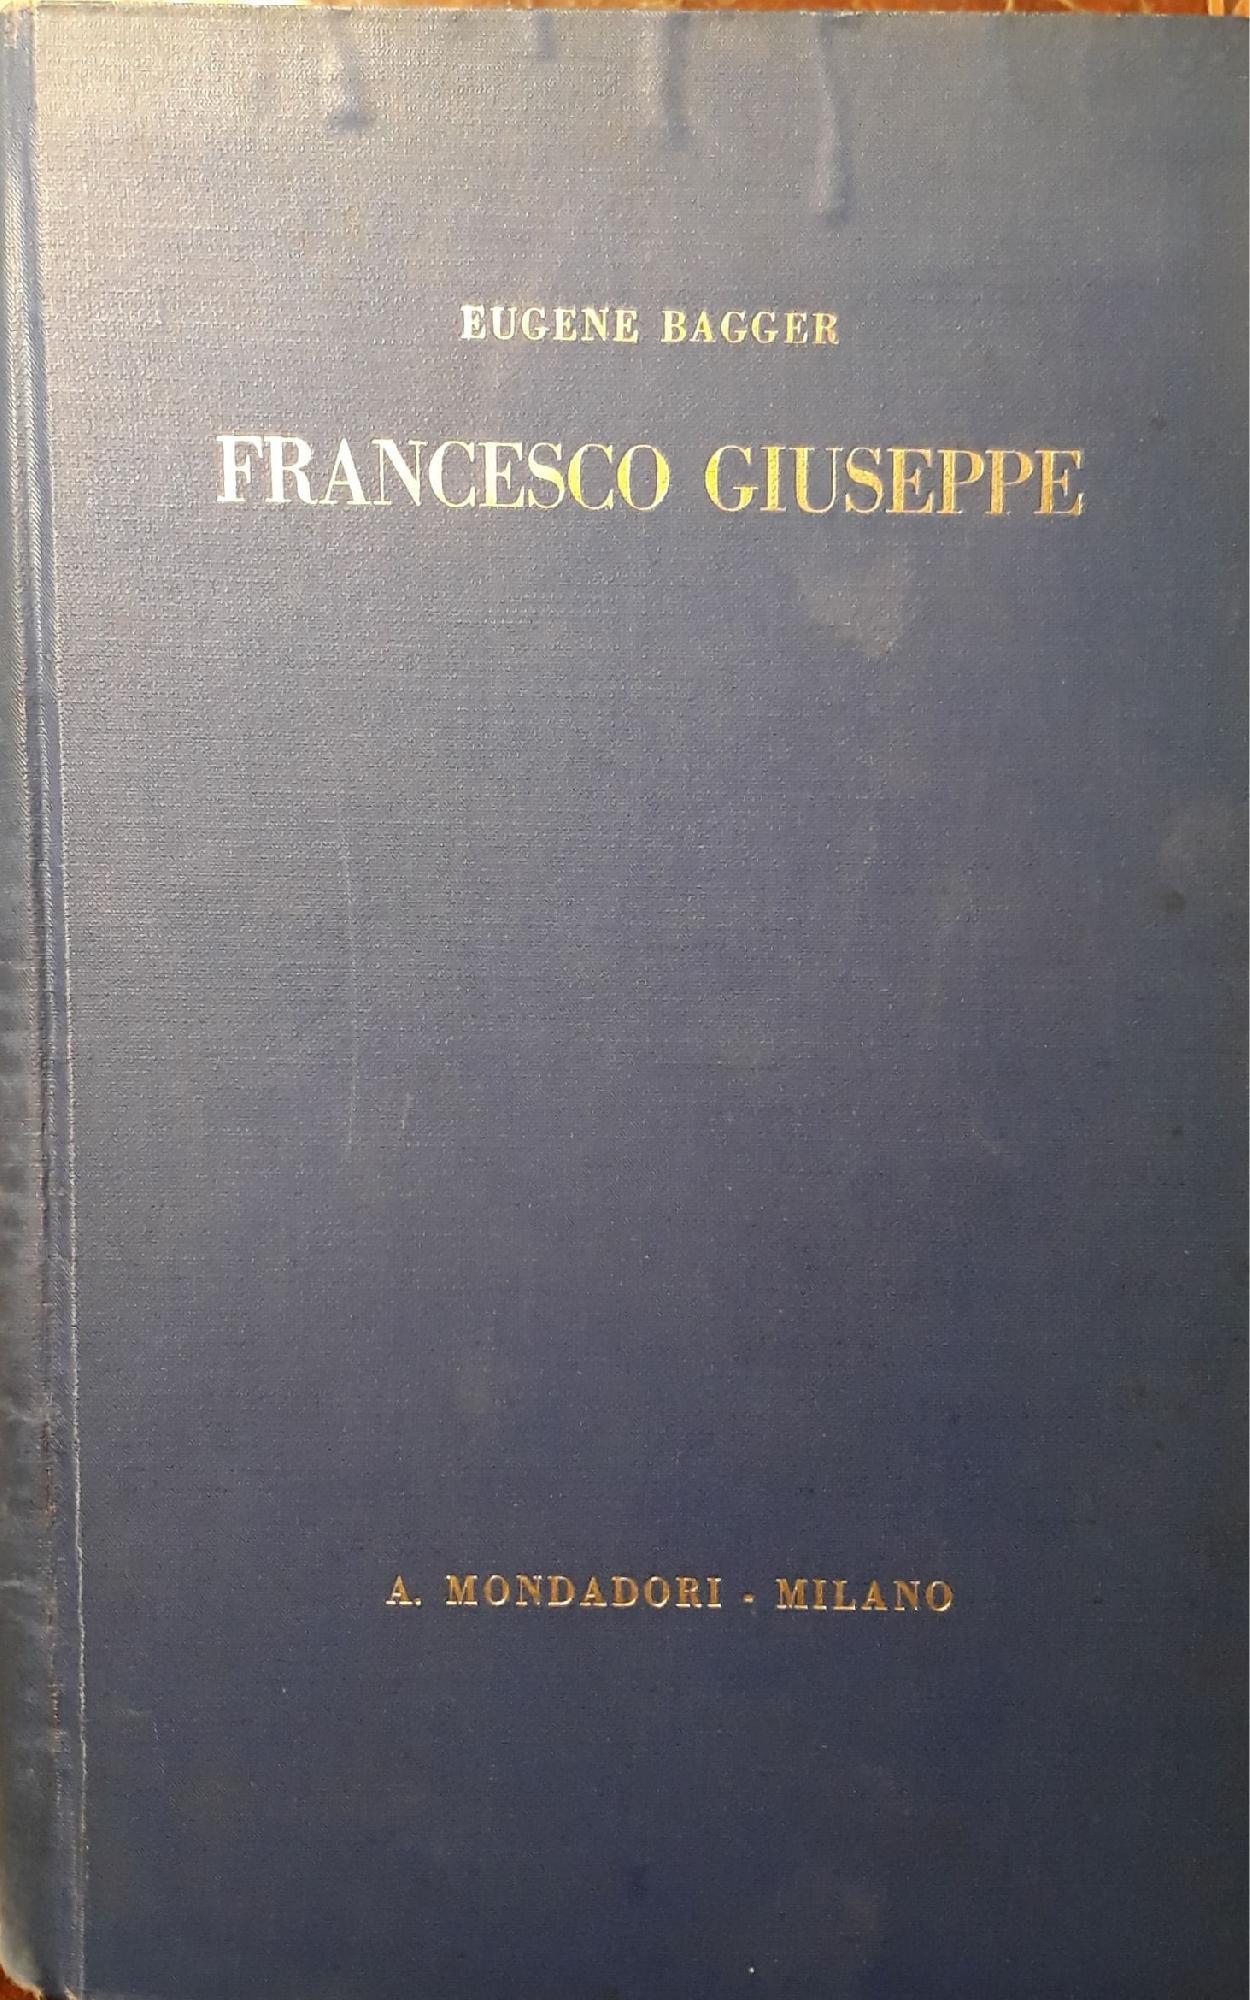 EUGENE BAGGER
FRANCESCO GIUSEPPE
A. MONDADORI - MILANO